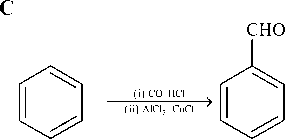 C
CHO
(i) CO HCl
(ii) AlCl₃ CuCl